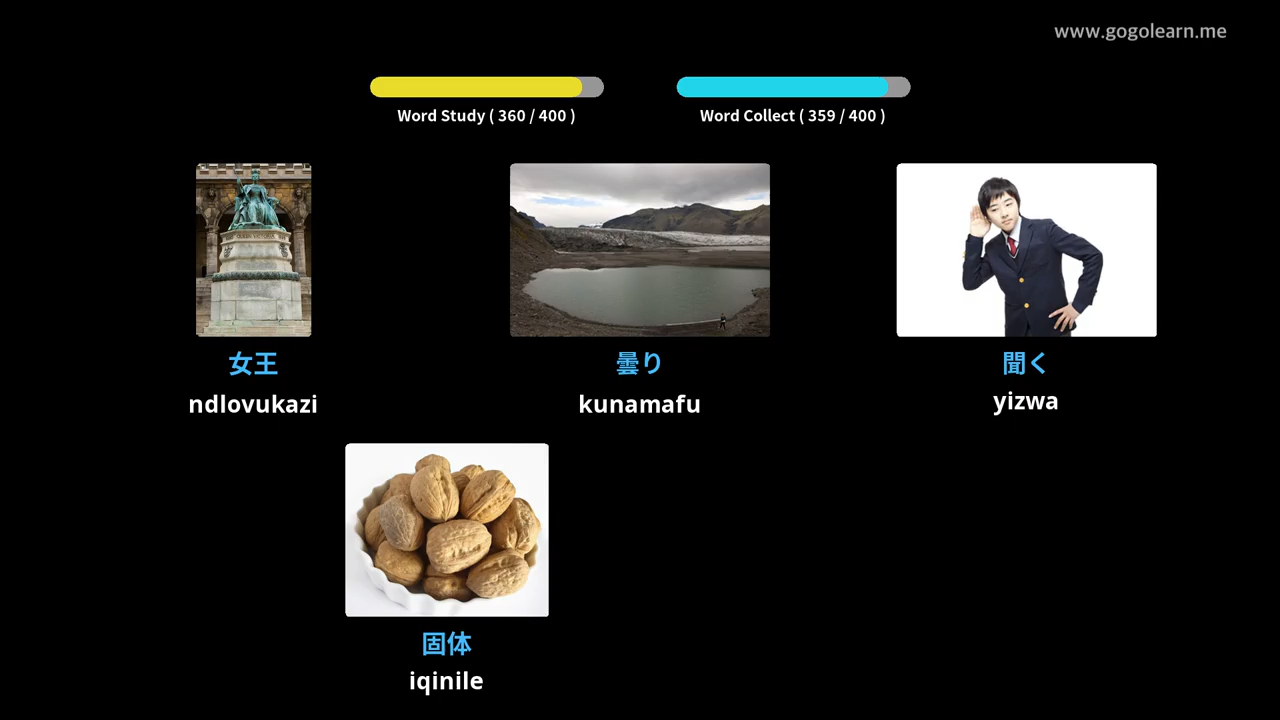 www.gogolearn.me
Word Study ( 360 / 400 )
Word Collect ( 359 / 400 )
女王
ndlovukazi
曇り
kunamafu
聞く
yizwa
固体
iqinile